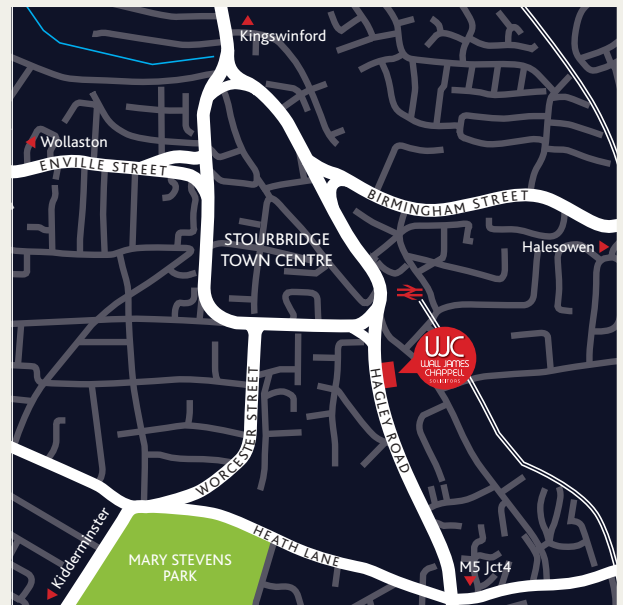 Kingswinford
Wollaston
ENVILLE STREET
BIRMINGHAM STREET
STOURBRIDGE
TOWN CENTRE
Halesowen
WJC
WALL JAMES
CHAPPELL
SOLICITORS
HAGLEY ROAD
WORCESTER STREET
Kidderminster
HEATH LANE
MARY STEVENS
PARK
M5 Jct4